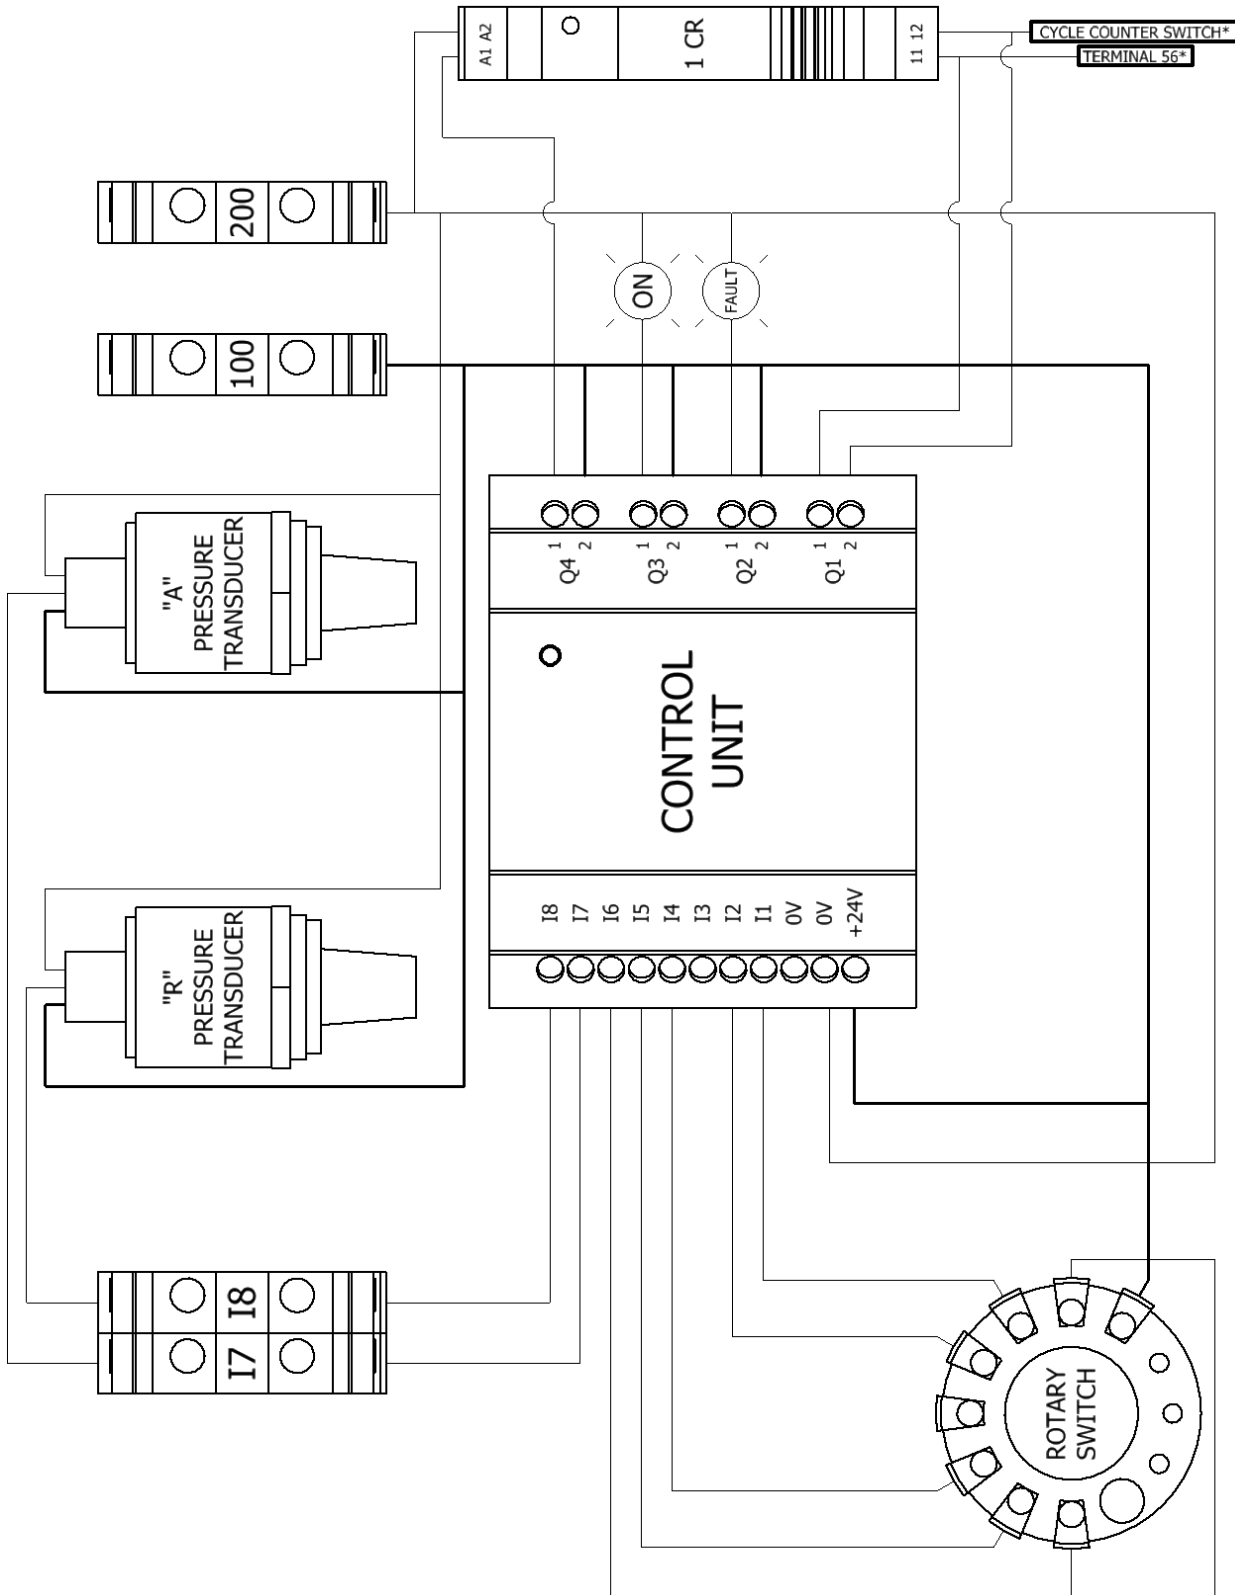 CYCLE COUNTER SWITCH*
TERMINAL 56*
A1 A2
1 CR
11 12
200
100
ON
FAULT
"A"
PRESSURE
TRANSDUCER
"R"
PRESSURE
TRANSDUCER
1
2
Q4
1
2
Q3
1
2
Q2
1
2
Q1
CONTROL
UNIT
I8
I7
I6
I5
I4
I3
I2
I1
0V
0V
+24V
I8
I7
ROTARY
SWITCH